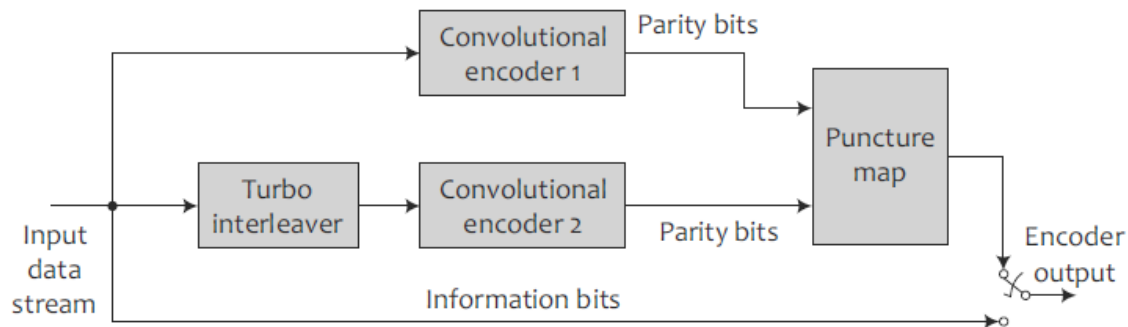 Convolutional
encoder 1
Parity bits
Puncture
map
Turbo
interleaver
Convolutional
encoder 2
Parity bits
Input
data
stream
Information bits
Encoder
output